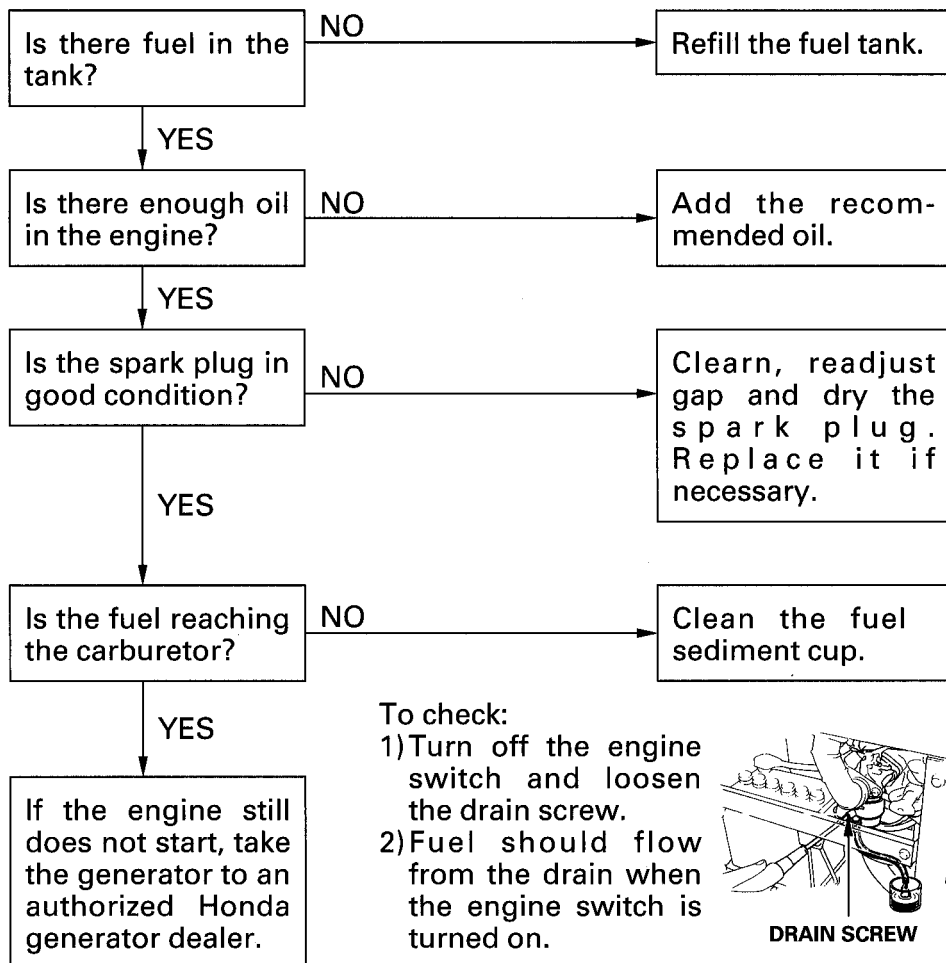 Is there fuel in the
tank?
NO
Refill the fuel tank.
YES
Is there enough oil
in the engine?
NO
Add the recom-
mended oil.
YES
Is the spark plug in
good condition?
NO
Clearn, readjust
gap and dry the
spark plug.
Replace it if
necessary.
YES
Is the fuel reaching
the carburetor?
NO
Clean the fuel
sediment cup.
YES
If the engine still
does not start, take
the generator to an
authorized Honda
generator dealer.
To check:
1) Turn off the engine
switch and loosen
the drain screw.
2) Fuel should flow
from the drain when
the engine switch is
turned on.
DRAIN SCREW